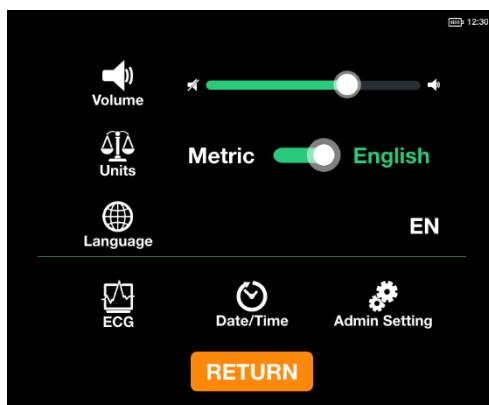 12:30
Volume
Metric English
Units
EN
Language
ECG Date/Time Admin Setting
RETURN